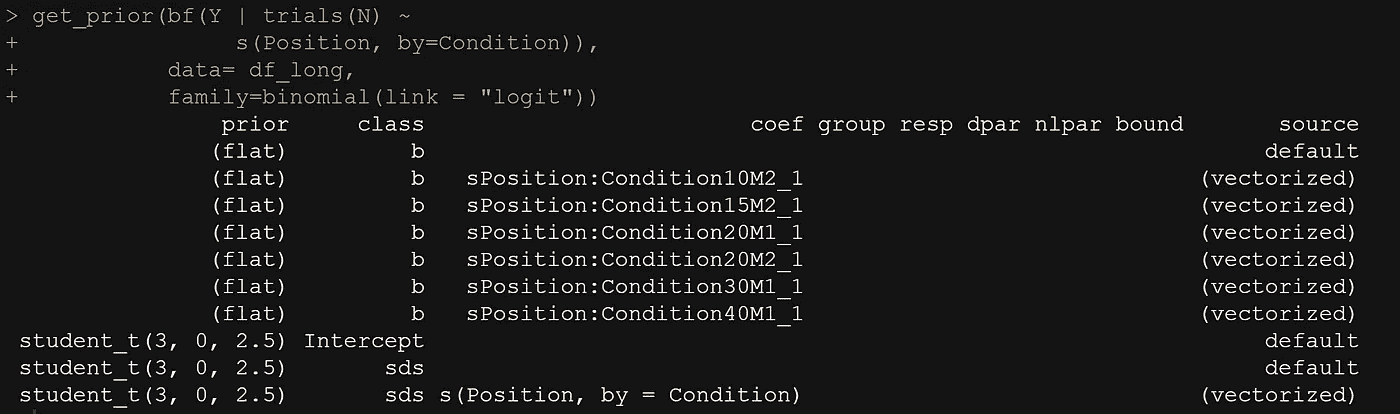 > get_prior(bf(Y | trials(N) ~
+ s(Position, by=Condition)),
+ data= df_long,
+ family=binomial(link = "logit"))
prior class coef group resp dpar nlpar bound source
(flat) b default
(flat) b sPosition:Condition10M2_1 (vectorized)
(flat) b sPosition:Condition15M2_1 (vectorized)
(flat) b sPosition:Condition20M1_1 (vectorized)
(flat) b sPosition:Condition20M2_1 (vectorized)
(flat) b sPosition:Condition30M1_1 (vectorized)
(flat) b sPosition:Condition40M1_1 (vectorized)
student_t(3, 0, 2.5) Intercept default
student_t(3, 0, 2.5) sds default
student_t(3, 0, 2.5) sds s(Position, by = Condition) (vectorized)